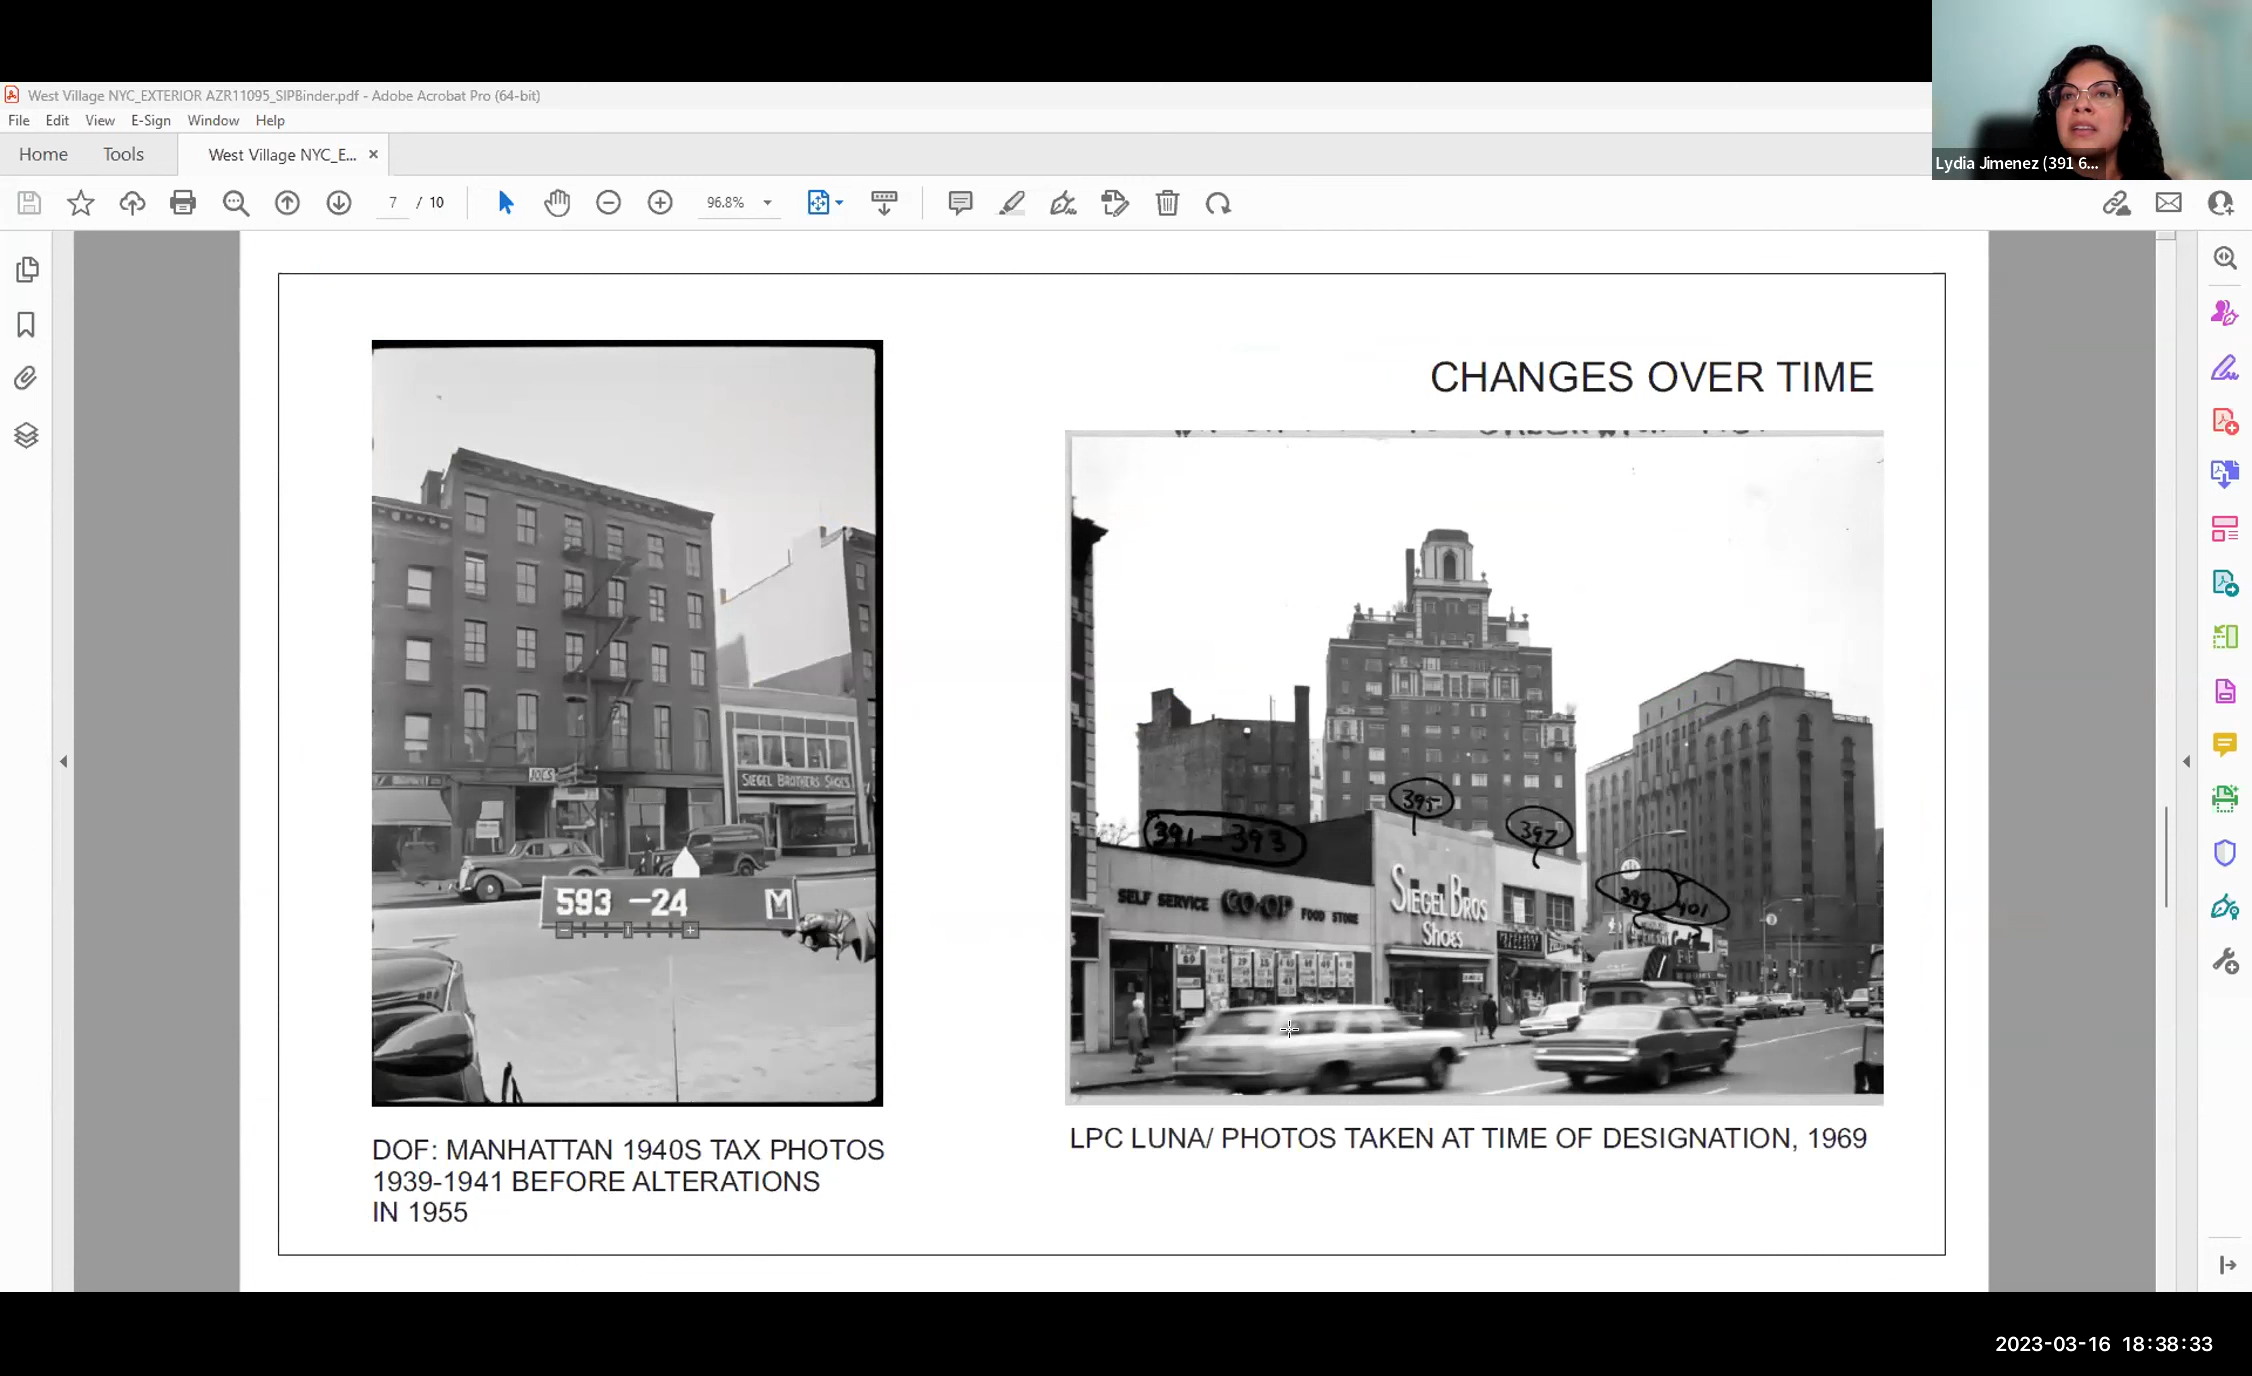 West Village NYC_EXTERIOR AZR11095_SIPBinder.pdf - Adobe Acrobat Pro (64-bit)
File Edit View E-Sign Window Help
Home Tools West Village NYC_E...
7 / 10 96.8%
Lydia Jimenez (391 6...
CHANGES OVER TIME
JOE'S
SIEGEL BROTHERS SHOES
593 -24 M
391-393
395
397
399
401
SELF SERVICE CO-OP FOOD STORE
SIEGEL BROS
SHOES
DOF: MANHATTAN 1940S TAX PHOTOS
1939-1941 BEFORE ALTERATIONS
IN 1955
LPC LUNA/ PHOTOS TAKEN AT TIME OF DESIGNATION, 1969
2023-03-16 18:38:33